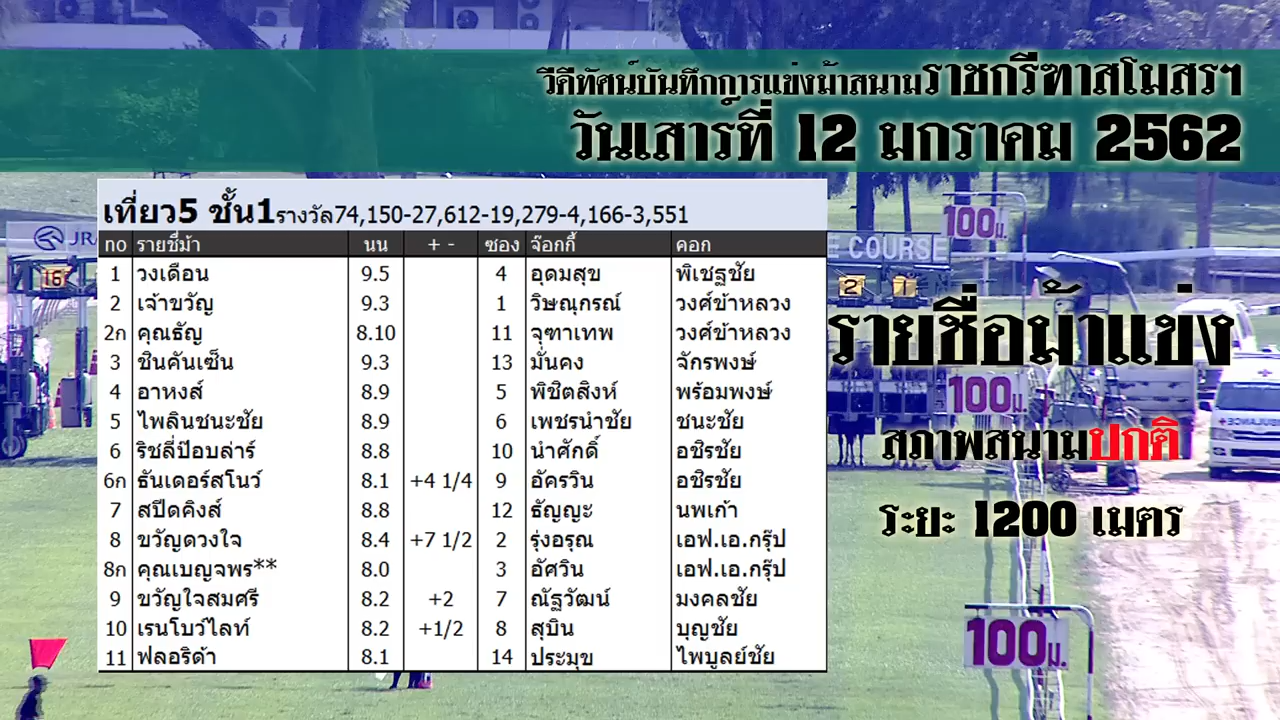 วีดีทัศน์บันทึกการแข่งม้าสนามราชกรีฑาสโมสรฯ
วันเสาร์ที่ 12 มกราคม 2562
เที่ยว5 ชั้น1รางวัล74,150-27,612-19,279-4,166-3,551
no รายชื่ม้า นน + - ซอง จ๊อกกี้ คอก
1 วงเดือน 9.5 4 อุดมสุข พิเชฐชัย
2 เจ้าขวัญ 9.3 1 วิษณุกรณ์ วงศ์ข้าหลวง
2ก คุณธัญ 8.10 11 จุฑาเทพ วงศ์ข้าหลวง
3 ชินคันเซ็น 9.3 13 มั่นคง จักรพงษ์
4 อาหงส์ 8.9 5 พิชิตสิงห์ พร้อมพงษ์
5 ไพลินชนะชัย 8.9 6 เพชรนำชัย ชนะชัย
6 ริชลี่ป๊อบล่าร์ 8.8 10 นำศักดิ์ อชิรชัย
6ก ธันเดอร์สโนว์ 8.1 +4 1/4 9 อัครวิน อชิรชัย
7 สปีดคิงส์ 8.8 12 ธัญญะ นพเก้า
8 ขวัญดวงใจ 8.4 +7 1/2 2 รุ่งอรุณ เอฟ.เอ.กรุ๊ป
8ก คุณเบญจพร** 8.0 3 อัศวิน เอฟ.เอ.กรุ๊ป
9 ขวัญใจสมศรี 8.2 +2 7 ณัฐวัฒน์ มงคลชัย
10 เรนโบว์ไลท์ 8.2 +1/2 8 สุบิน บุญชัย
11 ฟลอริด้า 8.1 14 ประมุข ไพบูลย์ชัย
รายชื่อม้าแข่ง
สภาพสนามปกติ
ระยะ 1200 เมตร
JRA
16
E COURSE
2 1
100ม.
100ม.
100ม.